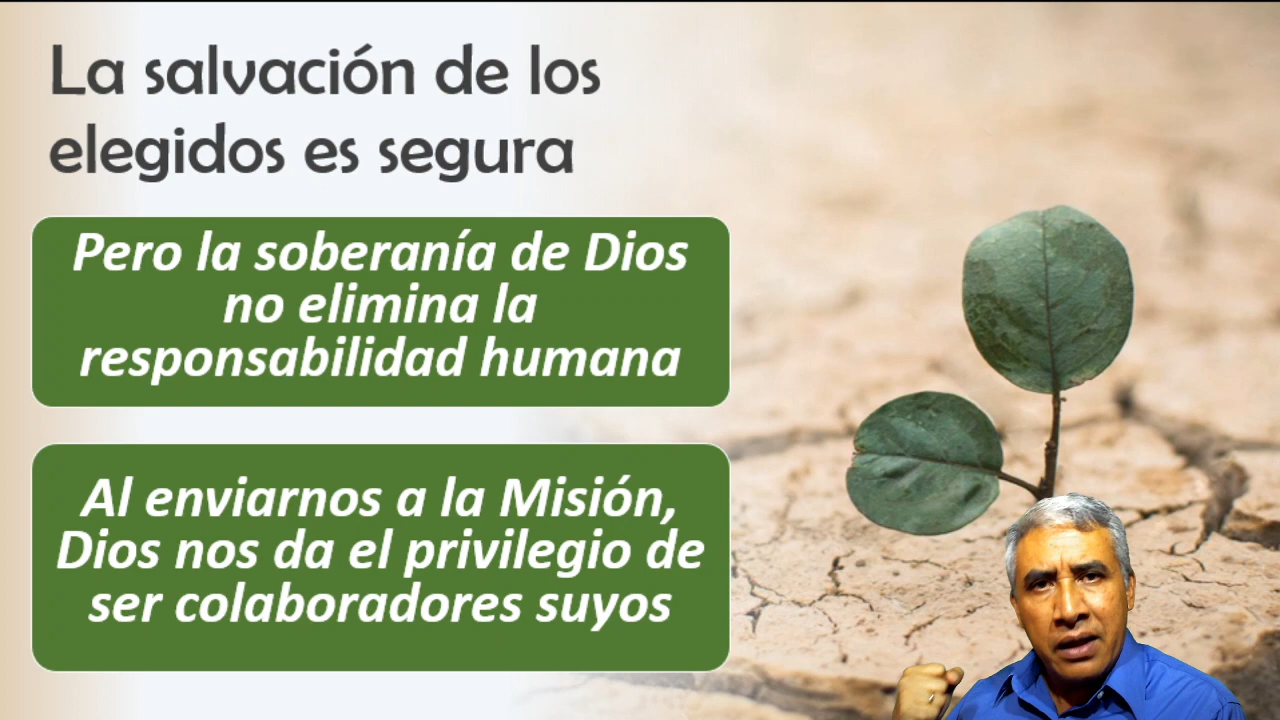 La salvación de los
elegidos es segura
Pero la soberanía de Dios
no elimina la
responsabilidad humana
Al enviarnos a la Misión,
Dios nos da el privilegio de
ser colaboradores suyos